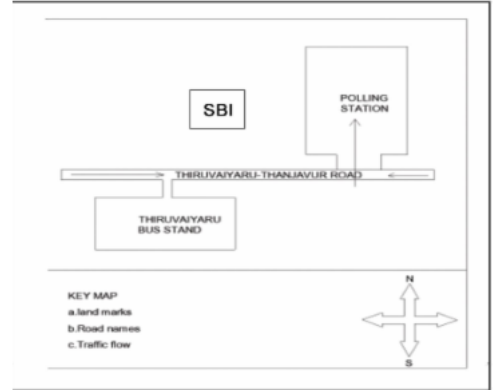 SBI
POLLING
STATION
THIRUVAIYARU-THANJAVUR ROAD
THIRUVAIYARU
BUS STAND
KEY MAP
a.land marks
b.Road names
c.Traffic flow
N
S